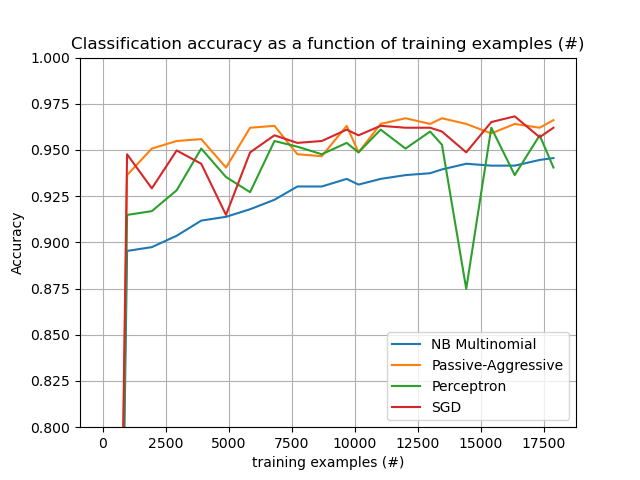 Classification accuracy as a function of training examples (#)
1.000
0.975
0.950
0.925
0.900
0.875
0.850
0.825
0.800
Accuracy
NB Multinomial
Passive-Aggressive
Perceptron
SGD
0 2500 5000 7500 10000 12500 15000 17500
training examples (#)